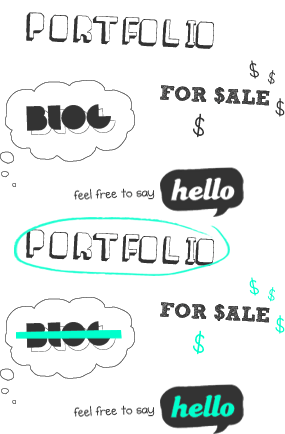 PORTFOLIO
$ $
FOR $ALE $
BLOG
$
feel free to say hello
PORTFOLIO
$ $
FOR $ALE $
BLOG
$
feel free to say hello